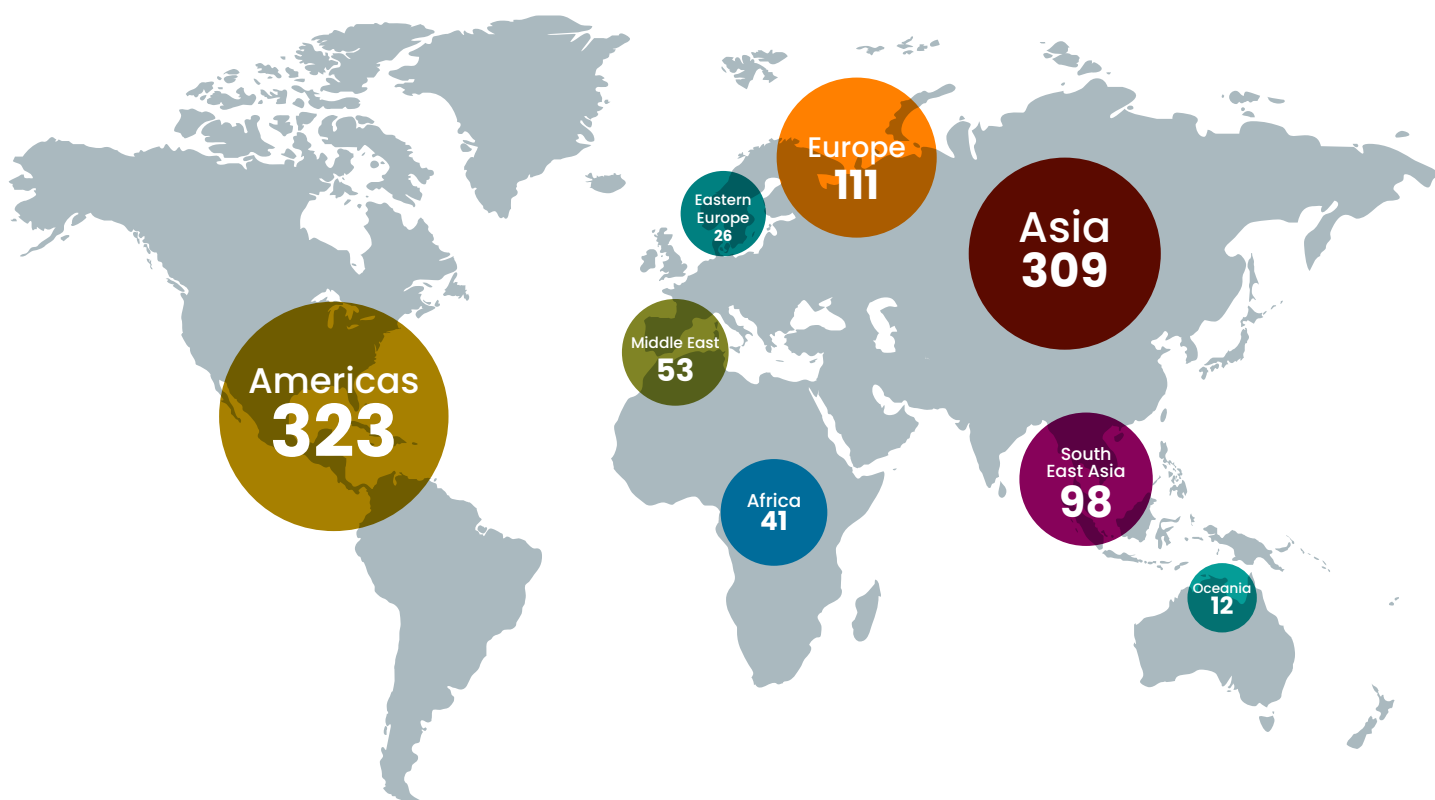 Europe
111
Eastern
Europe
26
Asia
309
Middle East
53
Americas
323
South
East Asia
98
Africa
41
Oceania
12